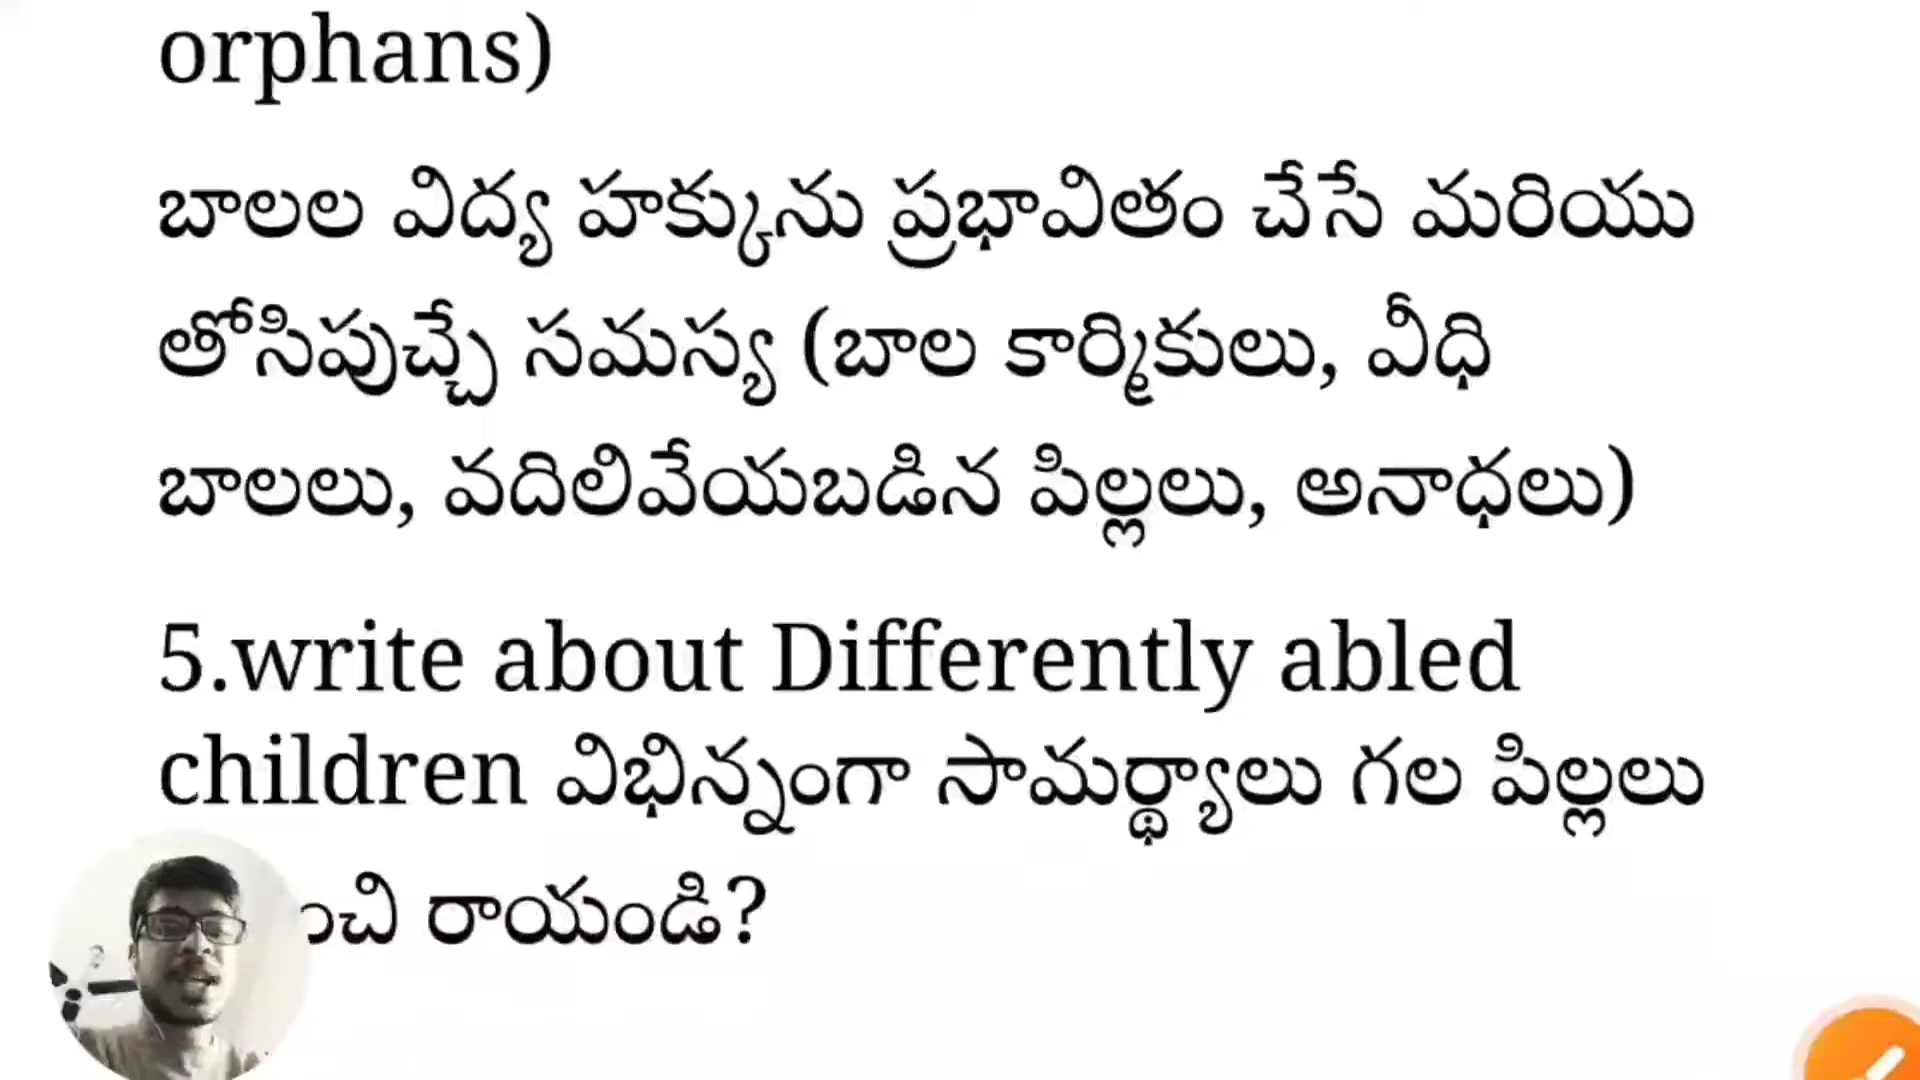 orphans)
బాలల విద్య హక్కును ప్రభావితం చేసే మరియు
తోసిపుచ్చే సమస్య (బాల కార్మికులు, వీధి
బాలలు, వదిలివేయబడిన పిల్లలు, అనాధలు)
5.write about Differently abled
children విభిన్నంగా సామర్థ్యాలు గల పిల్లలు
రాయండి?